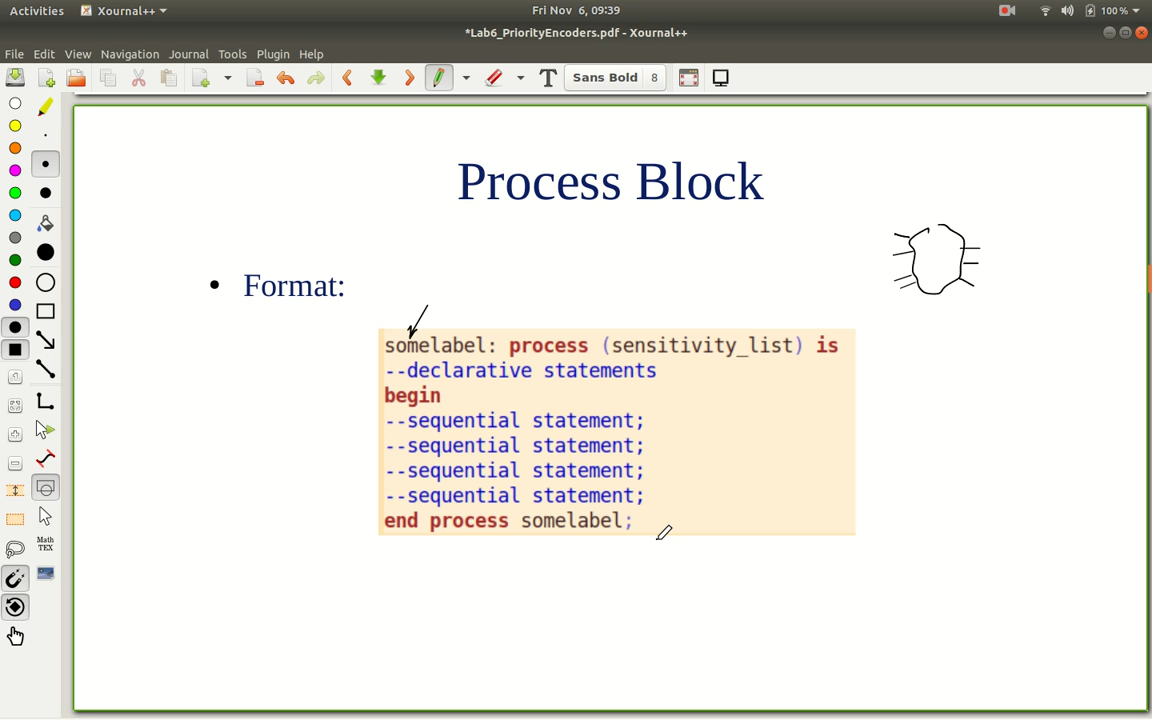 Activities Xournal++ Fri Nov 6, 09:39 100 %
*Lab6_PriorityEncoders.pdf - Xournal++
File Edit View Navigation Journal Tools Plugin Help
Sans Bold 8
Process Block
• Format:
somelabel: process (sensitivity_list) is
--declarative statements
begin
--sequential statement;
--sequential statement;
--sequential statement;
--sequential statement;
end process somelabel;
Math
TEX